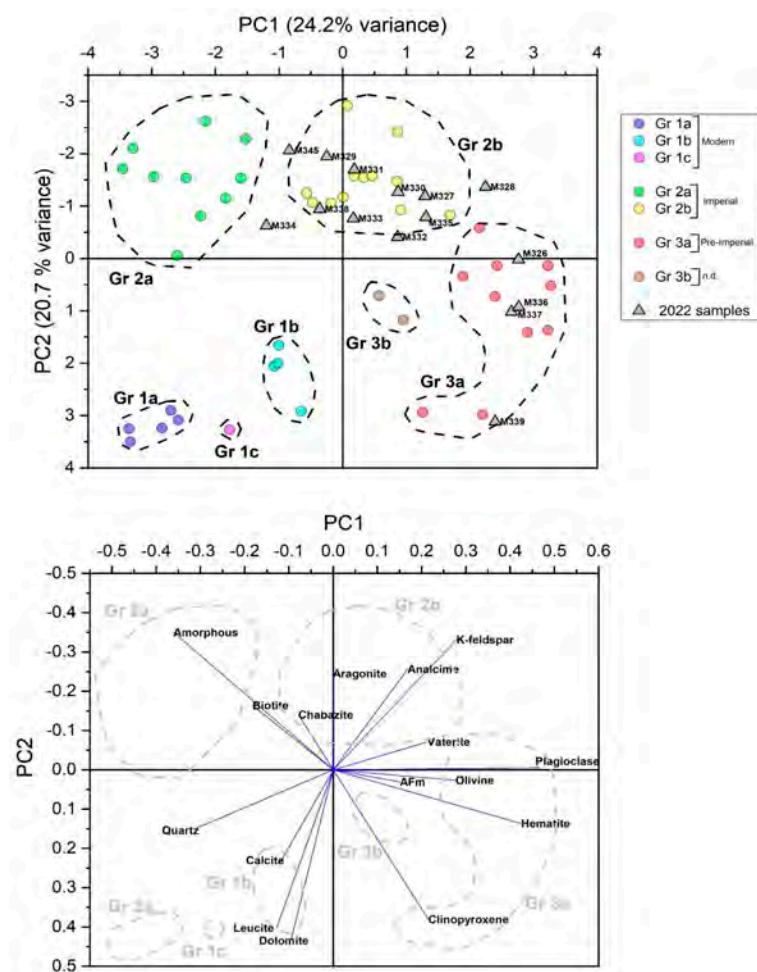 PC1 (24.2% variance)
-4 -3 -2 -1 0 1 2 3 4
PC2 (20.7 % variance)
-3
-2
-1
0
1
2
3
4
Gr 2b
M345
M329
M331
M330
M327
M328
M334
M338
M333
M335
M332
Gr 2a
M326
M336
M337
Gr 3b
Gr 1b
Gr 3a
Gr 1a
M339
Gr 1c
Gr 1a
Gr 1b Modern
Gr 1c
Gr 2a Imperial
Gr 2b
Gr 3a Pre-imperial
Gr 3b n.d.
2022 samples
PC1
-0.5 -0.4 -0.3 -0.2 -0.1 0.0 0.1 0.2 0.3 0.4 0.5 0.6
PC2
-0.5
-0.4
-0.3
-0.2
-0.1
0.0
0.1
0.2
0.3
0.4
0.5
Gr 2a
Gr 2b
Amorphous
K-feldspar
Aragonite
Analcime
Biotite
Chabazite
Vaterite
Plagioclase
AFm
Olivine
Hematite
Quartz
Calcite
Gr 3b
Gr 1b
Gr 3a
Clinopyroxene
Leucite
Dolomite
Gr 1c